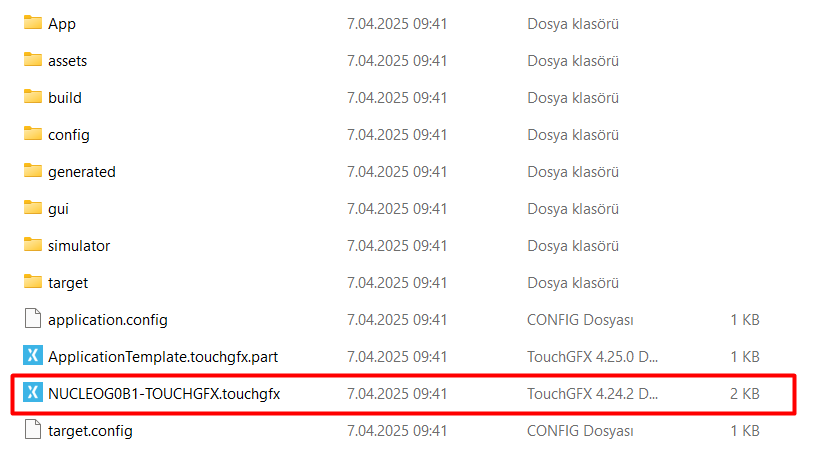 App 7.04.2025 09:41 Dosya klasörü
assets 7.04.2025 09:41 Dosya klasörü
build 7.04.2025 09:41 Dosya klasörü
config 7.04.2025 09:41 Dosya klasörü
generated 7.04.2025 09:41 Dosya klasörü
gui 7.04.2025 09:41 Dosya klasörü
simulator 7.04.2025 09:41 Dosya klasörü
target 7.04.2025 09:41 Dosya klasörü
application.config 7.04.2025 09:41 CONFIG Dosyası 1 KB
ApplicationTemplate.touchgfx.part 7.04.2025 09:41 TouchGFX 4.25.0 D... 1 KB
NUCLEOG0B1-TOUCHGFX.touchgfx 7.04.2025 09:41 TouchGFX 4.24.2 D... 2 KB
target.config 7.04.2025 09:41 CONFIG Dosyası 1 KB